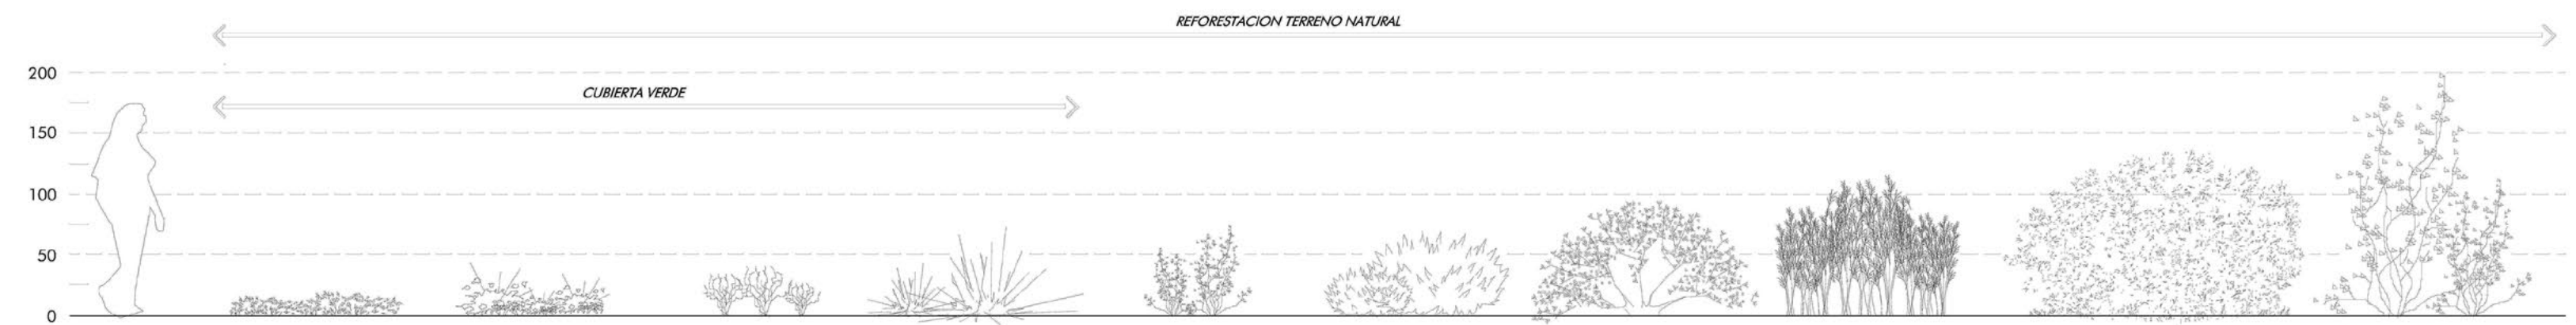 REFORESTACION TERRENO NATURAL
200
CUBIERTA VERDE
150
100
50
0